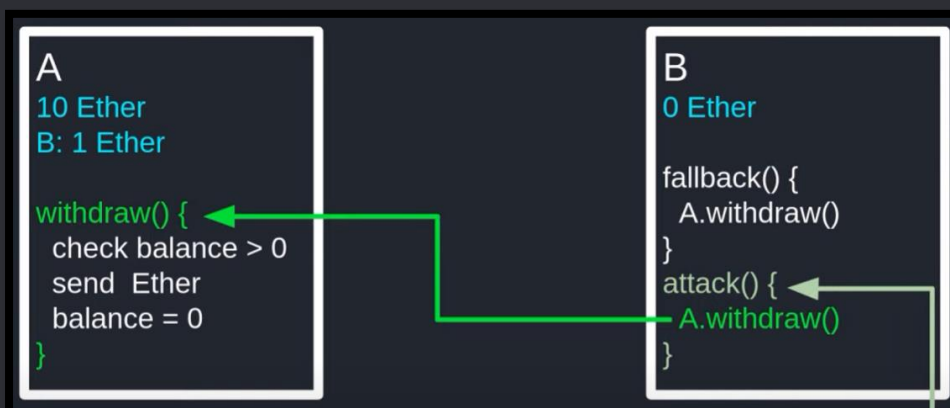 A
10 Ether
B: 1 Ether
withdraw() {
check balance > 0
send Ether
balance = 0
}
B
0 Ether
fallback() {
A.withdraw()
}
attack() {
A.withdraw()
}